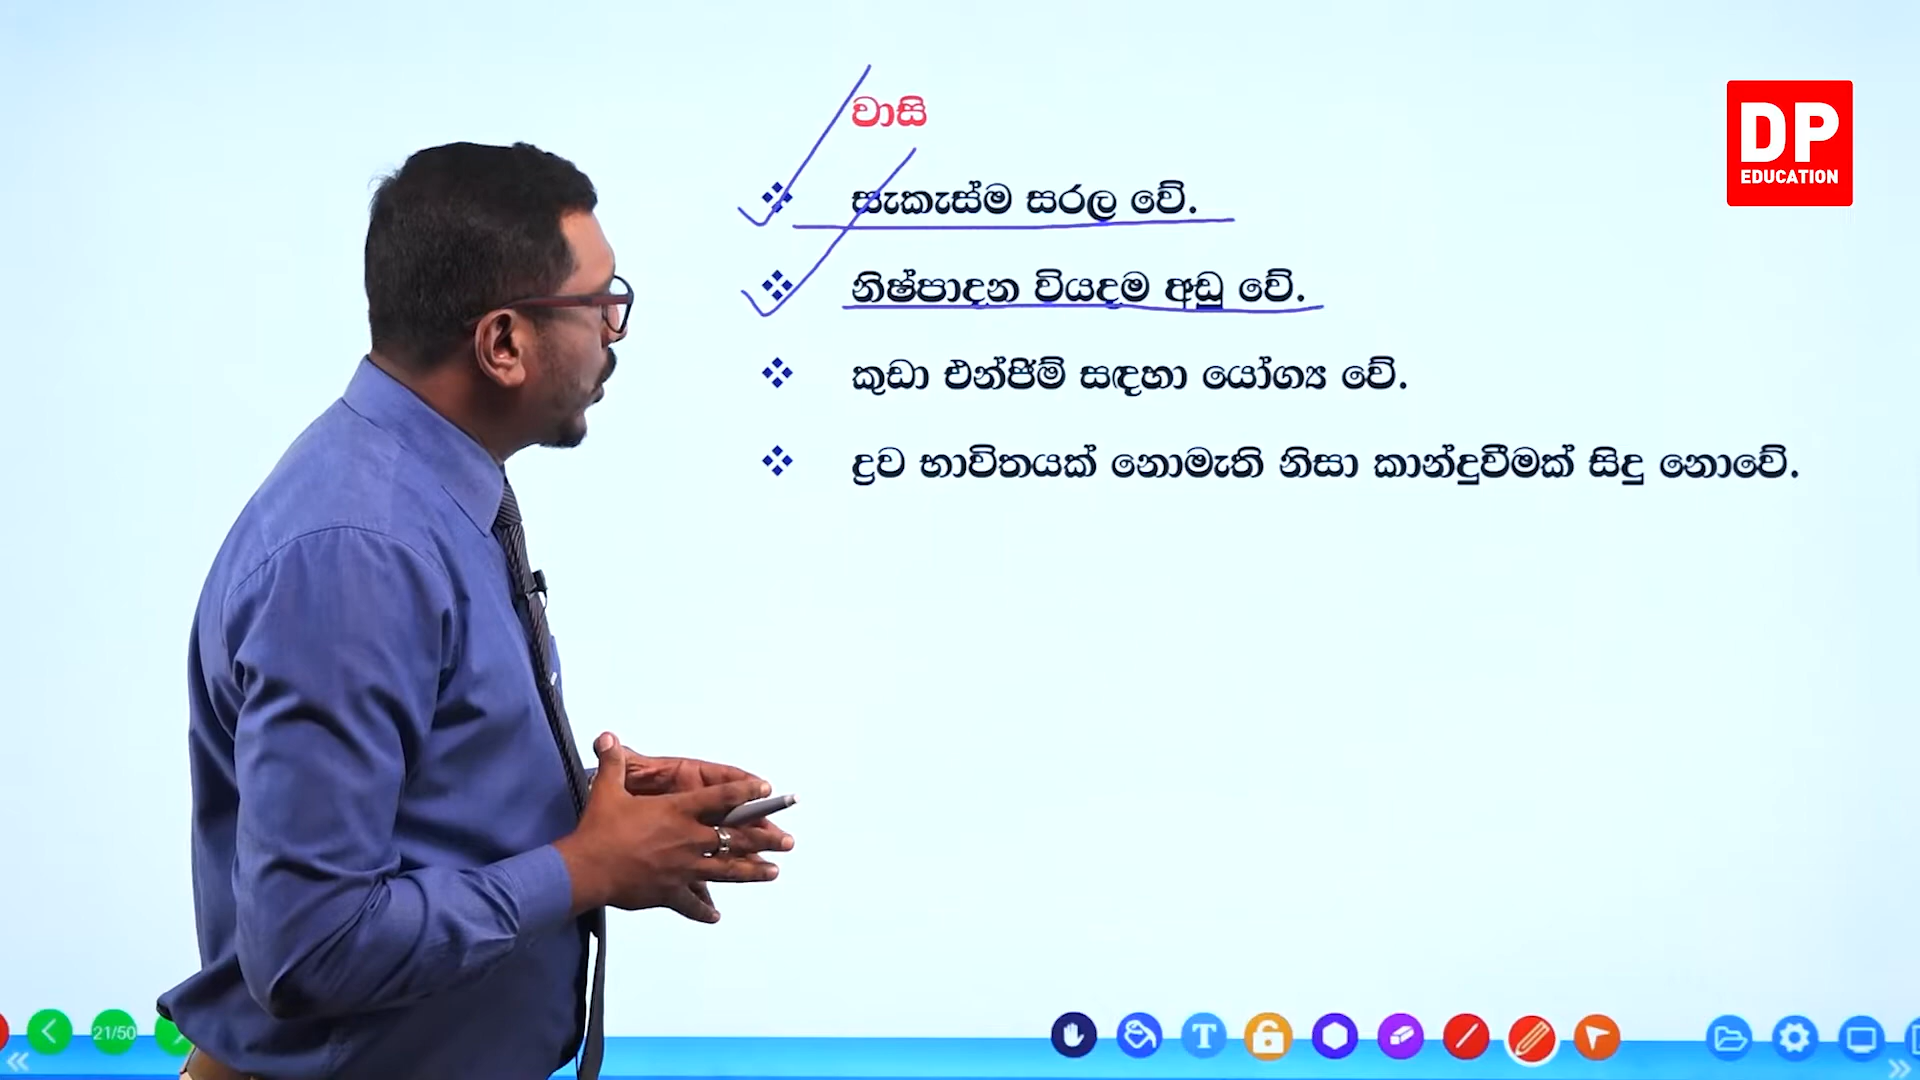 වාසි
සැකැස්ම සරල වේ.
නිෂ්පාදන වියදම අඩු වේ.
කුඩා එන්ජිම් සඳහා යෝග්‍ය වේ.
ද්‍රව භාවිතයක් නොමැති නිසා කාන්දුවීමක් සිදු නොවේ.
DP
EDUCATION
21/50
T